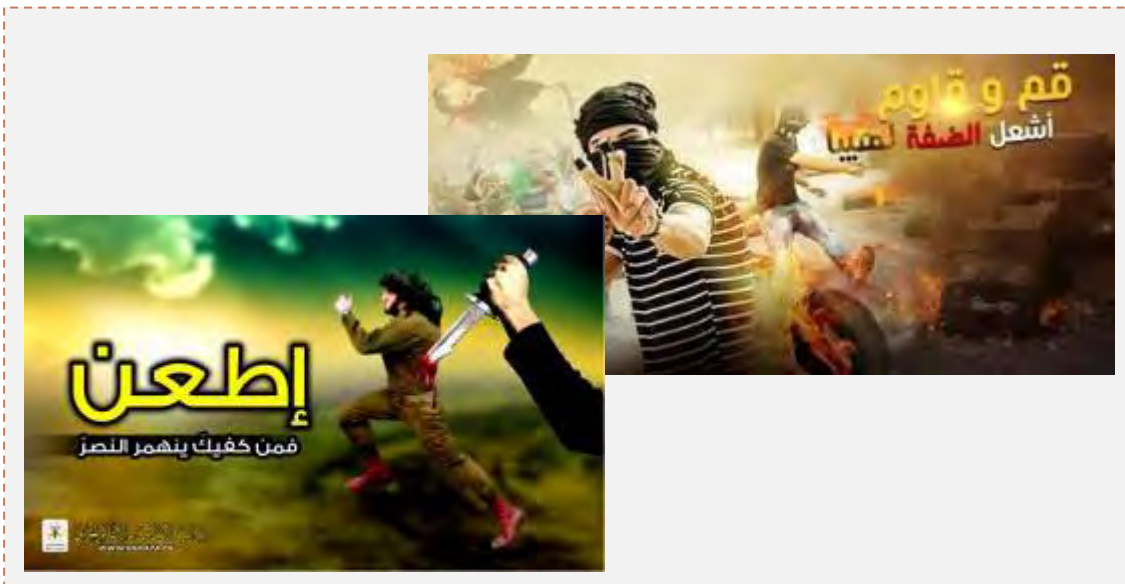 قم و قاوم
أشعل الضفة لهيباً
إطعن
فمن كفيك ينهمر النصرَ